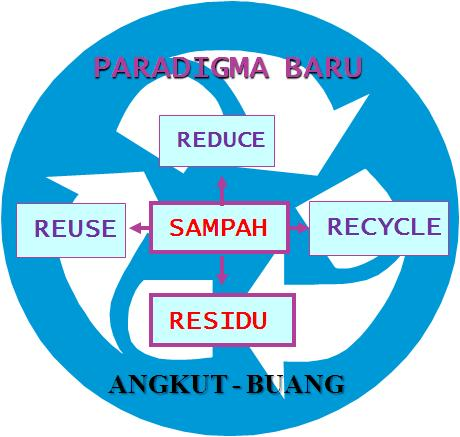 PARADIGMA BARU
REDUCE
REUSE
SAMPAH
RECYCLE
RESIDU
ANGKUT - BUANG